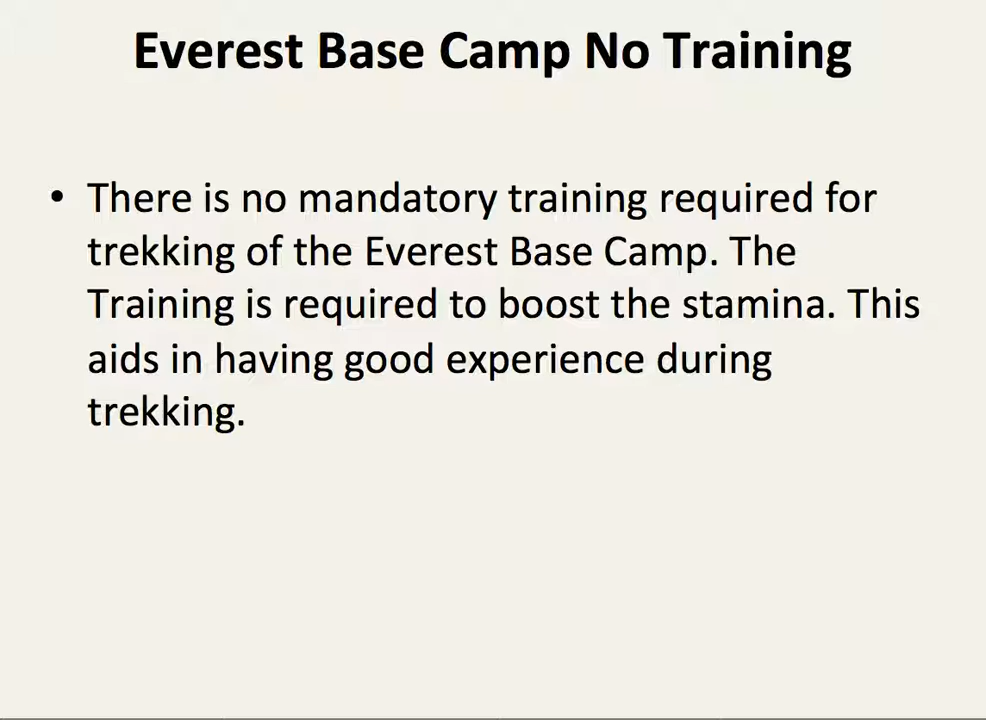 Everest Base Camp No Training
• There is no mandatory training required for
trekking of the Everest Base Camp. The
Training is required to boost the stamina. This
aids in having good experience during
trekking.